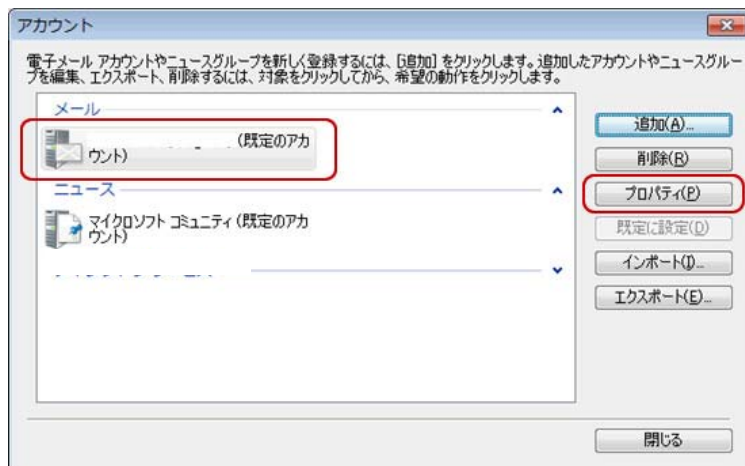 アカウント
電子メール アカウントやニュースグループを新しく登録するには、[追加] をクリックします。追加したアカウントやニュースグルー
プを編集、エクスポート、削除するには、対象をクリックしてから、希望の動作をクリックします。
メール
(既定のアカ
ウント)
ニュース
マイクロソフト コミュニティ (既定のアカ
ウント)
追加(A)...
削除(R)
プロパティ(P)
既定に設定(D)
インポート(I)...
エクスポート(E)...
閉じる